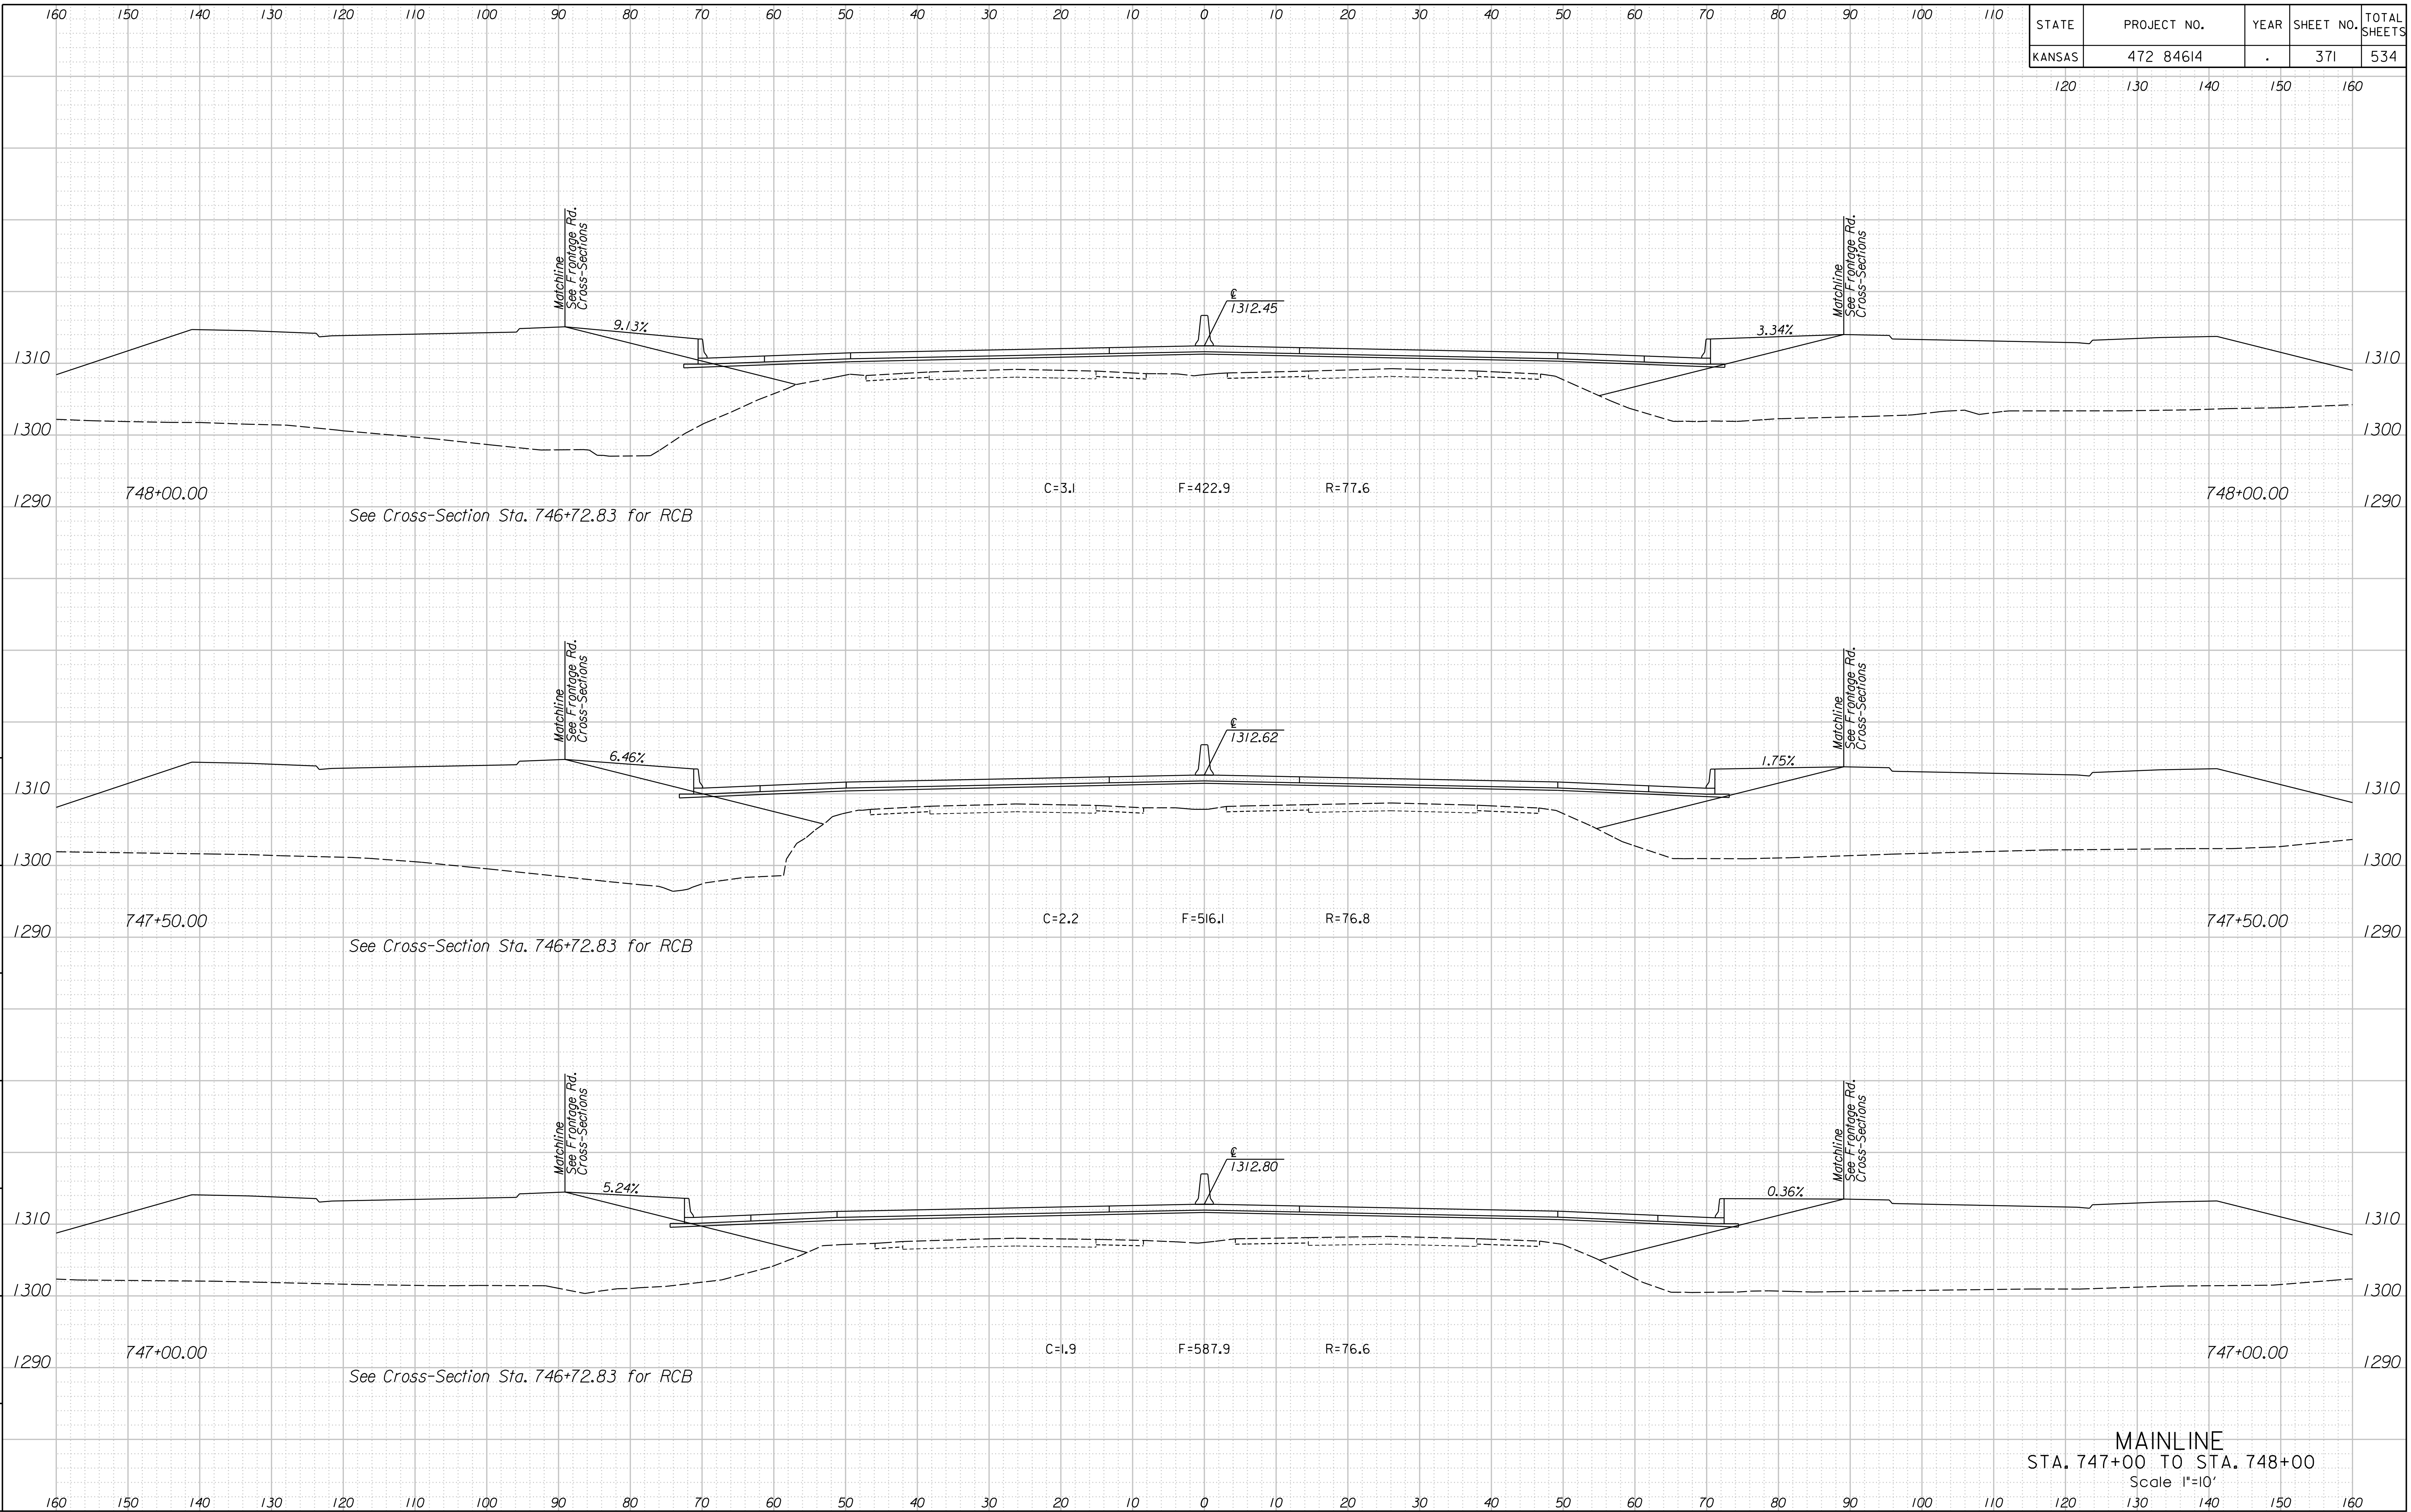 160 150 140 130 120 110 100 90 80 70 60 50 40 30 20 10 0 10 20 30 40 50 60 70 80 90 100 110
STATE PROJECT NO. YEAR SHEET NO. TOTAL SHEETS
KANSAS 472 84614 . 371 534
120 130 140 150 160
Matchline
See Frontage Rd.
Cross-Sections
9.13%
℄
1312.45
3.34%
Matchline
See Frontage Rd.
Cross-Sections
1310 1310
1300 1300
1290 1290
748+00.00 C=3.1 F=422.9 R=77.6 748+00.00
See Cross-Section Sta. 746+72.83 for RCB
Matchline
See Frontage Rd.
Cross-Sections
6.46%
℄
1312.62
1.75%
Matchline
See Frontage Rd.
Cross-Sections
1310 1310
1300 1300
1290 1290
747+50.00 C=2.2 F=516.1 R=76.8 747+50.00
See Cross-Section Sta. 746+72.83 for RCB
Matchline
See Frontage Rd.
Cross-Sections
5.24%
℄
1312.80
0.36%
Matchline
See Frontage Rd.
Cross-Sections
1310 1310
1300 1300
1290 1290
747+00.00 C=1.9 F=587.9 R=76.6 747+00.00
See Cross-Section Sta. 746+72.83 for RCB
MAINLINE
STA. 747+00 TO STA. 748+00
Scale 1"=10'
160 150 140 130 120 110 100 90 80 70 60 50 40 30 20 10 0 10 20 30 40 50 60 70 80 90 100 110 120 130 140 150 160